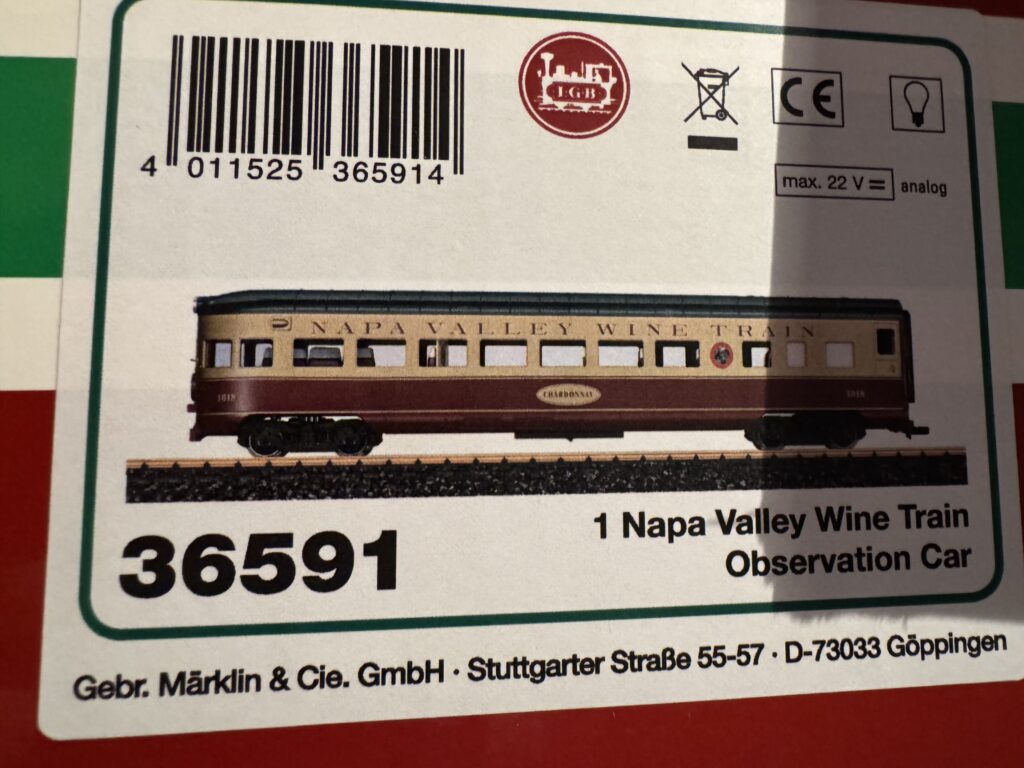 4 011525 365914
LGB
CE
max. 22 V
analog
NAPA VALLEY WINE TRAIN
CHARDONNAY
1018
1018
36591
1 Napa Valley Wine Train
Observation Car
Gebr. Märklin & Cie. GmbH · Stuttgarter Straße 55-57 · D-73033 Göppingen